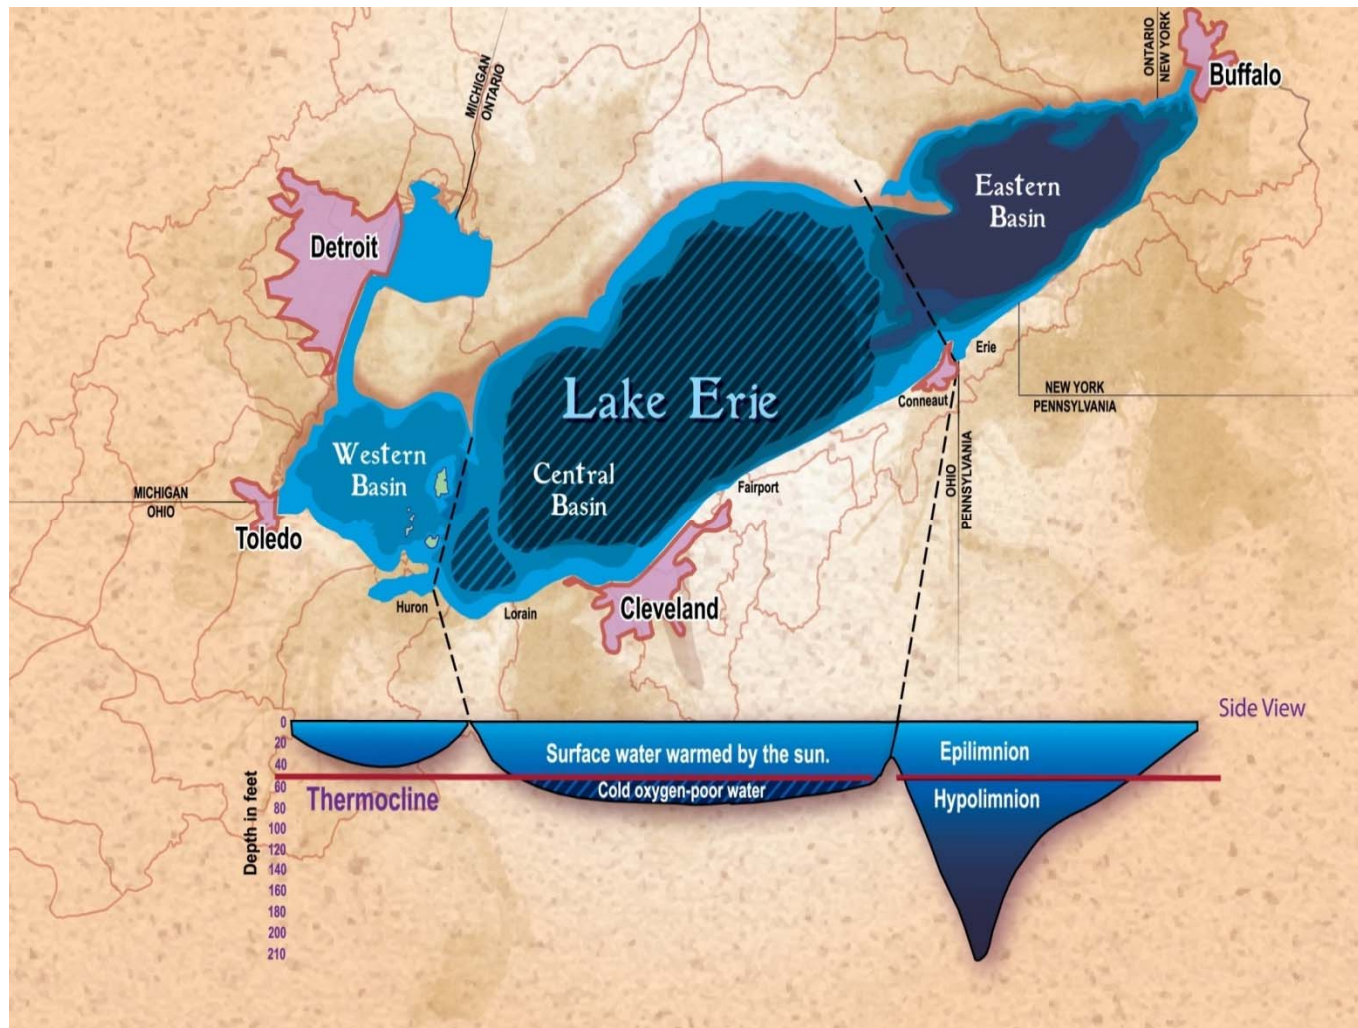 MICHIGAN
ONTARIO
ONTARIO
NEW YORK
Buffalo
Detroit
Eastern
Basin
Erie
Lake Erie
Conneaut
NEW YORK
PENNSYLVANIA
Western
Basin
Central
Basin
Fairport
OHIO
PENNSYLVANIA
MICHIGAN
OHIO
Toledo
Huron
Lorain
Cleveland
Side View
0
20
40
60
80
100
120
140
160
180
200
210
Depth in feet
Surface water warmed by the sun.
Epilimnion
Thermocline
Cold oxygen-poor water
Hypolimnion